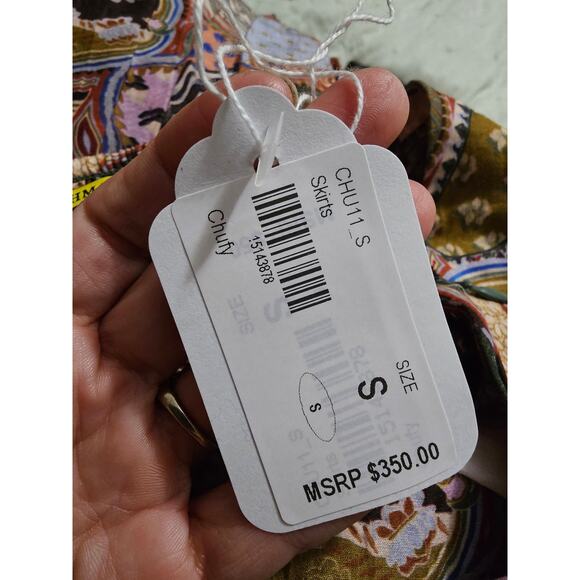 CHU11_S
Skirts
15143878
Chufy
SIZE
S
S
MSRP $350.00
SIZE
S